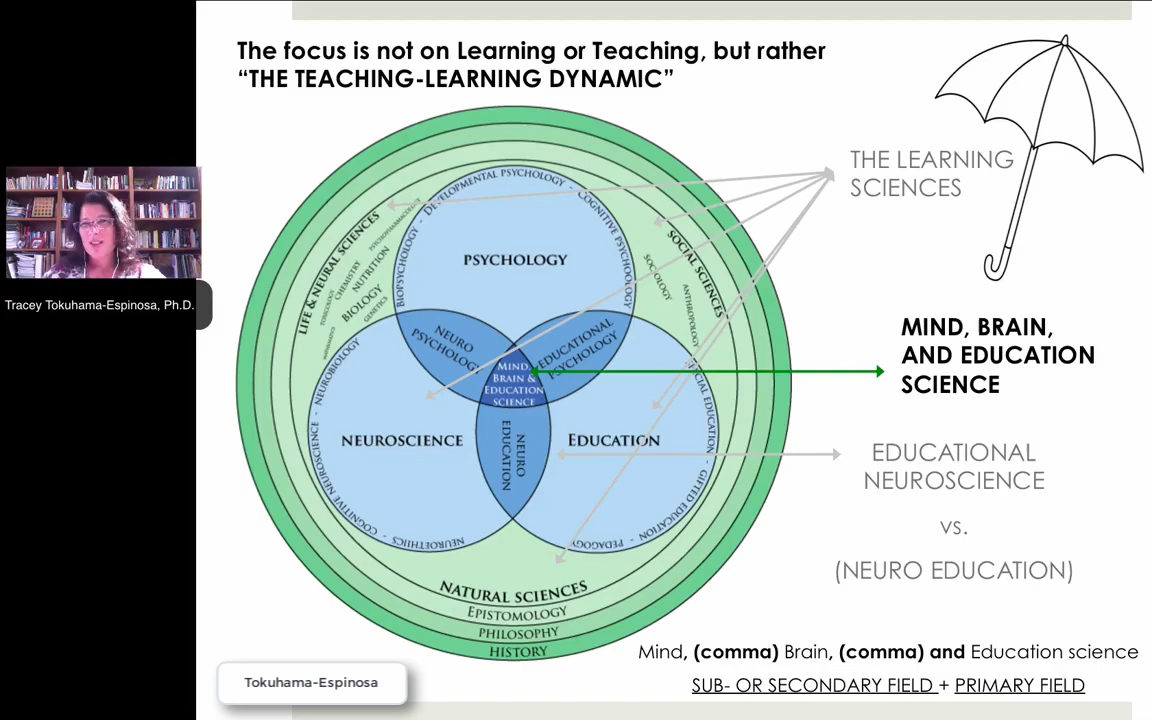 The focus is not on Learning or Teaching, but rather
“THE TEACHING-LEARNING DYNAMIC”
THE LEARNING
SCIENCES
DEVELOPMENTAL PSYCHOLOGY - COGNITIVE PSYCHOLOGY
BIOPSYCHOLOGY -
PSYCHOLOGY
LIFE & NEURAL SCIENCES
PSYCHOPHARMACOLOGY
NUTRITION
CHEMISTRY
BIOLOGY
TOXICOLOGY
GENETICS
SOCIAL SCIENCES
SOCIOLOGY
ANTHROPOLOGY
Tracey Tokuhama-Espinosa, Ph.D.
NEURO
PSYCHOLOGY
EDUCATIONAL
PSYCHOLOGY
MIND,
BRAIN &
EDUCATION
SCIENCE
MIND, BRAIN,
AND EDUCATION
SCIENCE
NEUROSCIENCE
EDUCATION
NEURO
EDUCATION
COGNITIVE NEUROSCIENCE - NEUROBIOLOGY
NEUROETHICS -
SPECIAL EDUCATION - GIFTED EDUCATION - PEDAGOGY
EDUCATIONAL
NEUROSCIENCE
vs.
(NEURO EDUCATION)
NATURAL SCIENCES
EPISTEMOLOGY
PHILOSOPHY
HISTORY
Mind, (comma) Brain, (comma) and Education science
SUB- OR SECONDARY FIELD + PRIMARY FIELD
Tokuhama-Espinosa